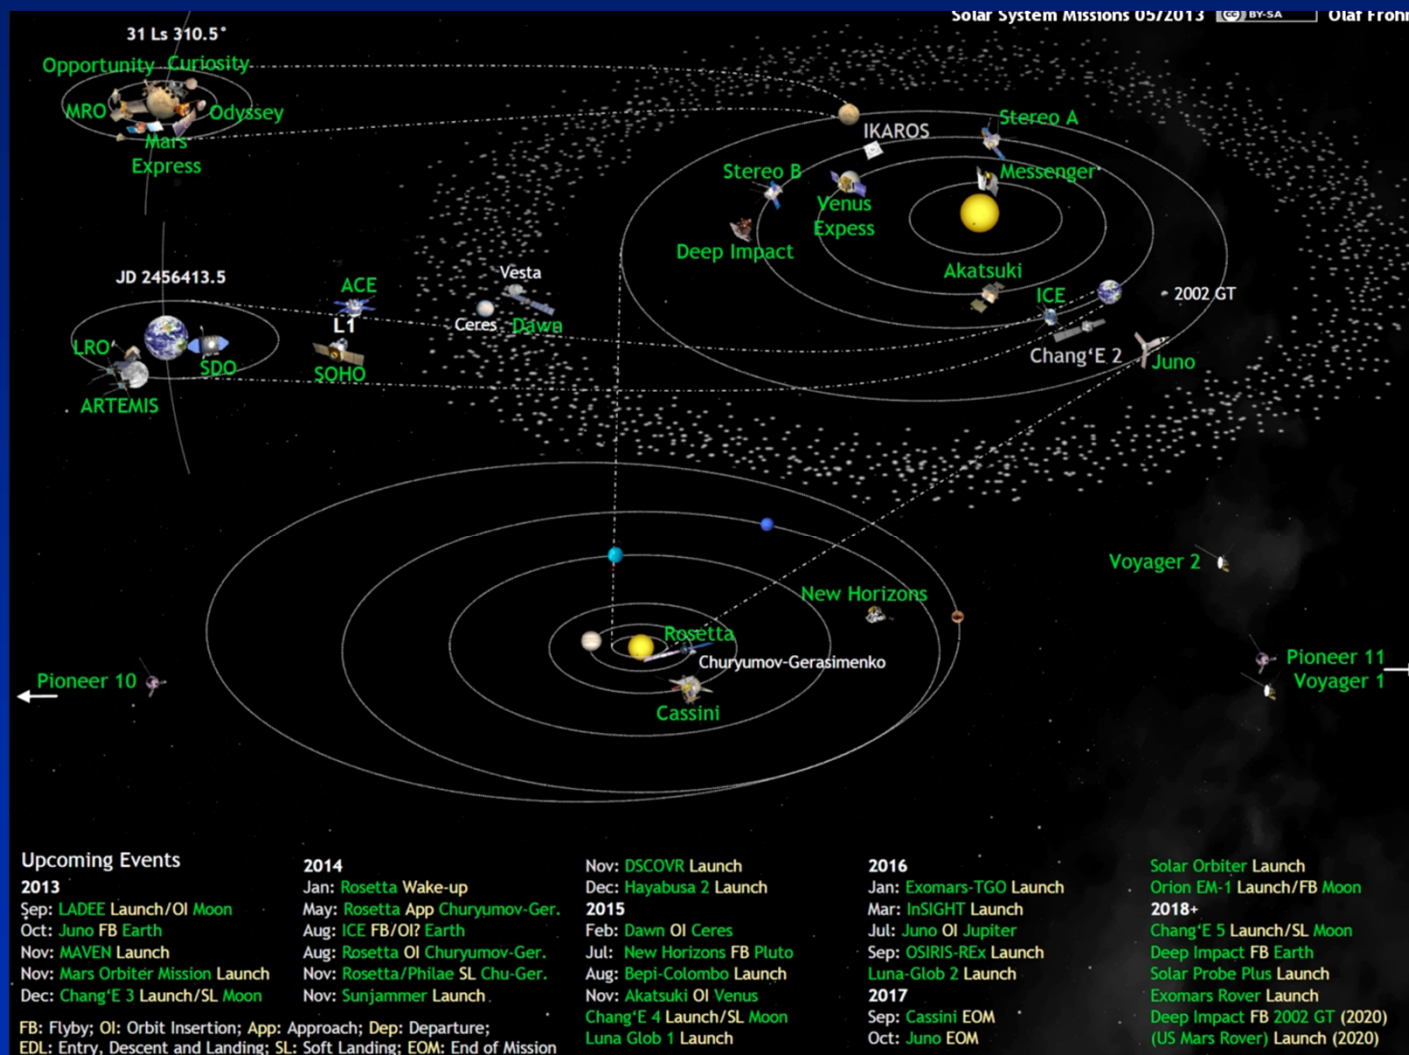 Solar System Missions 05/2013 cc BY-SA Olaf Frohn
31 Ls 310.5°
Opportunity Curiosity
MRO Odyssey
Mars
Express
IKAROS
Stereo A
Stereo B
Messenger
Venus
Expess
Deep Impact
Akatsuki
JD 2456413.5
ACE
Vesta
L1
Ceres Dawn
ICE
2002 GT
LRO
SDO
SOHO
Chang'E 2
Juno
ARTEMIS
Voyager 2
New Horizons
Rosetta
Churyumov-Gerasimenko
Pioneer 10
Pioneer 11
Voyager 1
Cassini
Upcoming Events
2013
Sep: LADEE Launch/OI Moon
Oct: Juno FB Earth
Nov: MAVEN Launch
Nov: Mars Orbiter Mission Launch
Dec: Chang'E 3 Launch/SL Moon
2014
Jan: Rosetta Wake-up
May: Rosetta App Churyumov-Ger.
Aug: ICE FB/OI? Earth
Aug: Rosetta OI Churyumov-Ger.
Nov: Rosetta/Philae SL Chu-Ger.
Nov: Sunjammer Launch
Nov: DSCOVR Launch
Dec: Hayabusa 2 Launch
2015
Feb: Dawn OI Ceres
Jul: New Horizons FB Pluto
Aug: Bepi-Colombo Launch
Nov: Akatsuki OI Venus
Chang'E 4 Launch/SL Moon
Luna Glob 1 Launch
2016
Jan: Exomars-TGO Launch
Mar: InSIGHT Launch
Jul: Juno OI Jupiter
Sep: OSIRIS-REx Launch
Luna-Glob 2 Launch
2017
Sep: Cassini EOM
Oct: Juno EOM
Solar Orbiter Launch
Orion EM-1 Launch/FB Moon
2018+
Chang'E 5 Launch/SL Moon
Deep Impact FB Earth
Solar Probe Plus Launch
Exomars Rover Launch
Deep Impact FB 2002 GT (2020)
(US Mars Rover) Launch (2020)
FB: Flyby; OI: Orbit Insertion; App: Approach; Dep: Departure;
EDL: Entry, Descent and Landing; SL: Soft Landing; EOM: End of Mission